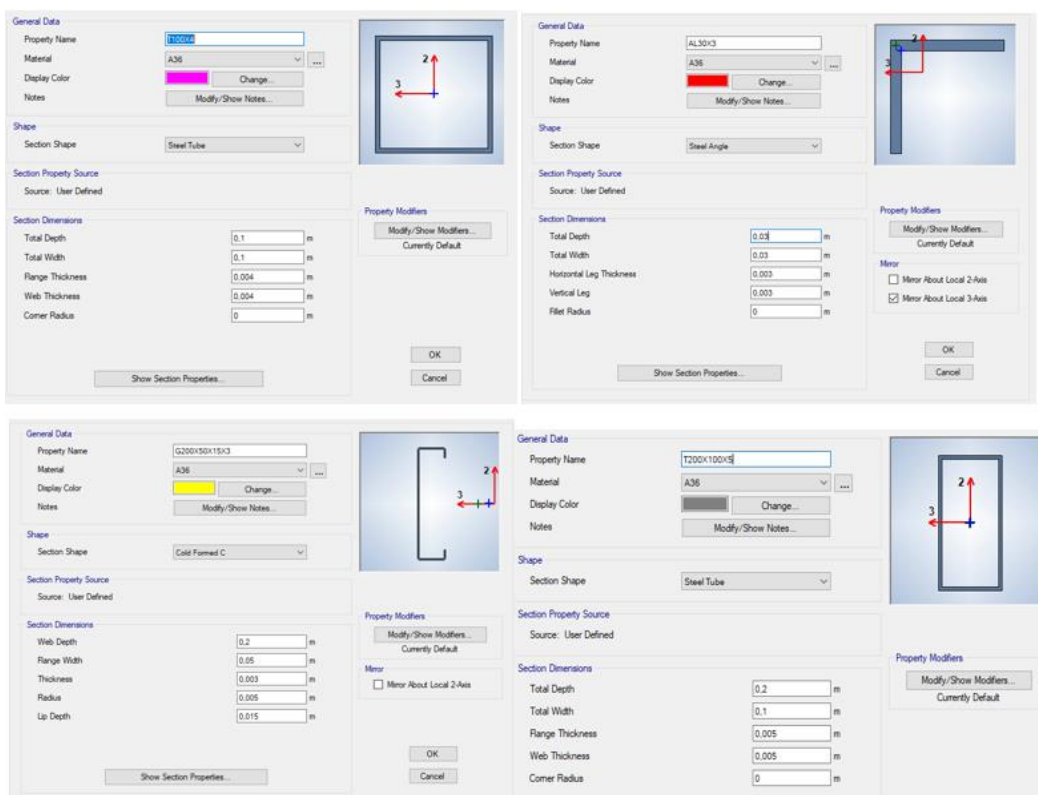 General Data
Property Name T100X4
Material A36 ...
Display Color Change...
Notes Modify/Show Notes...
Shape
Section Shape Steel Tube
Section Property Source
Source: User Defined
Section Dimensions
Total Depth 0,1 m
Total Width 0,1 m
Flange Thickness 0,004 m
Web Thickness 0,004 m
Corner Radius 0 m
Show Section Properties...
2
3
Property Modifiers
Modify/Show Modifiers...
Currently Default
OK
Cancel
General Data
Property Name AL30X3
Material A36 ...
Display Color Change...
Notes Modify/Show Notes...
Shape
Section Shape Steel Angle
Section Property Source
Source: User Defined
Section Dimensions
Total Depth 0,03 m
Total Width 0,03 m
Horizontal Leg Thickness 0,003 m
Vertical Leg 0,003 m
Fillet Radius 0 m
Show Section Properties...
2
3
Property Modifiers
Modify/Show Modifiers...
Currently Default
Mirror
Mirror About Local 2-Axis
Mirror About Local 3-Axis
OK
Cancel
General Data
Property Name G200X50X15X3
Material A36 ...
Display Color Change...
Notes Modify/Show Notes...
Shape
Section Shape Cold Formed C
Section Property Source
Source: User Defined
Section Dimensions
Web Depth 0,2 m
Flange Width 0,05 m
Thickness 0,003 m
Radius 0,005 m
Lip Depth 0,015 m
Show Section Properties...
2
3
Property Modifiers
Modify/Show Modifiers...
Currently Default
Mirror
Mirror About Local 2-Axis
OK
Cancel
General Data
Property Name T200X100X5
Material A36 ...
Display Color Change...
Notes Modify/Show Notes...
Shape
Section Shape Steel Tube
Section Property Source
Source: User Defined
Section Dimensions
Total Depth 0,2 m
Total Width 0,1 m
Flange Thickness 0,005 m
Web Thickness 0,005 m
Corner Radius 0 m
2
3
Property Modifiers
Modify/Show Modifiers...
Currently Default